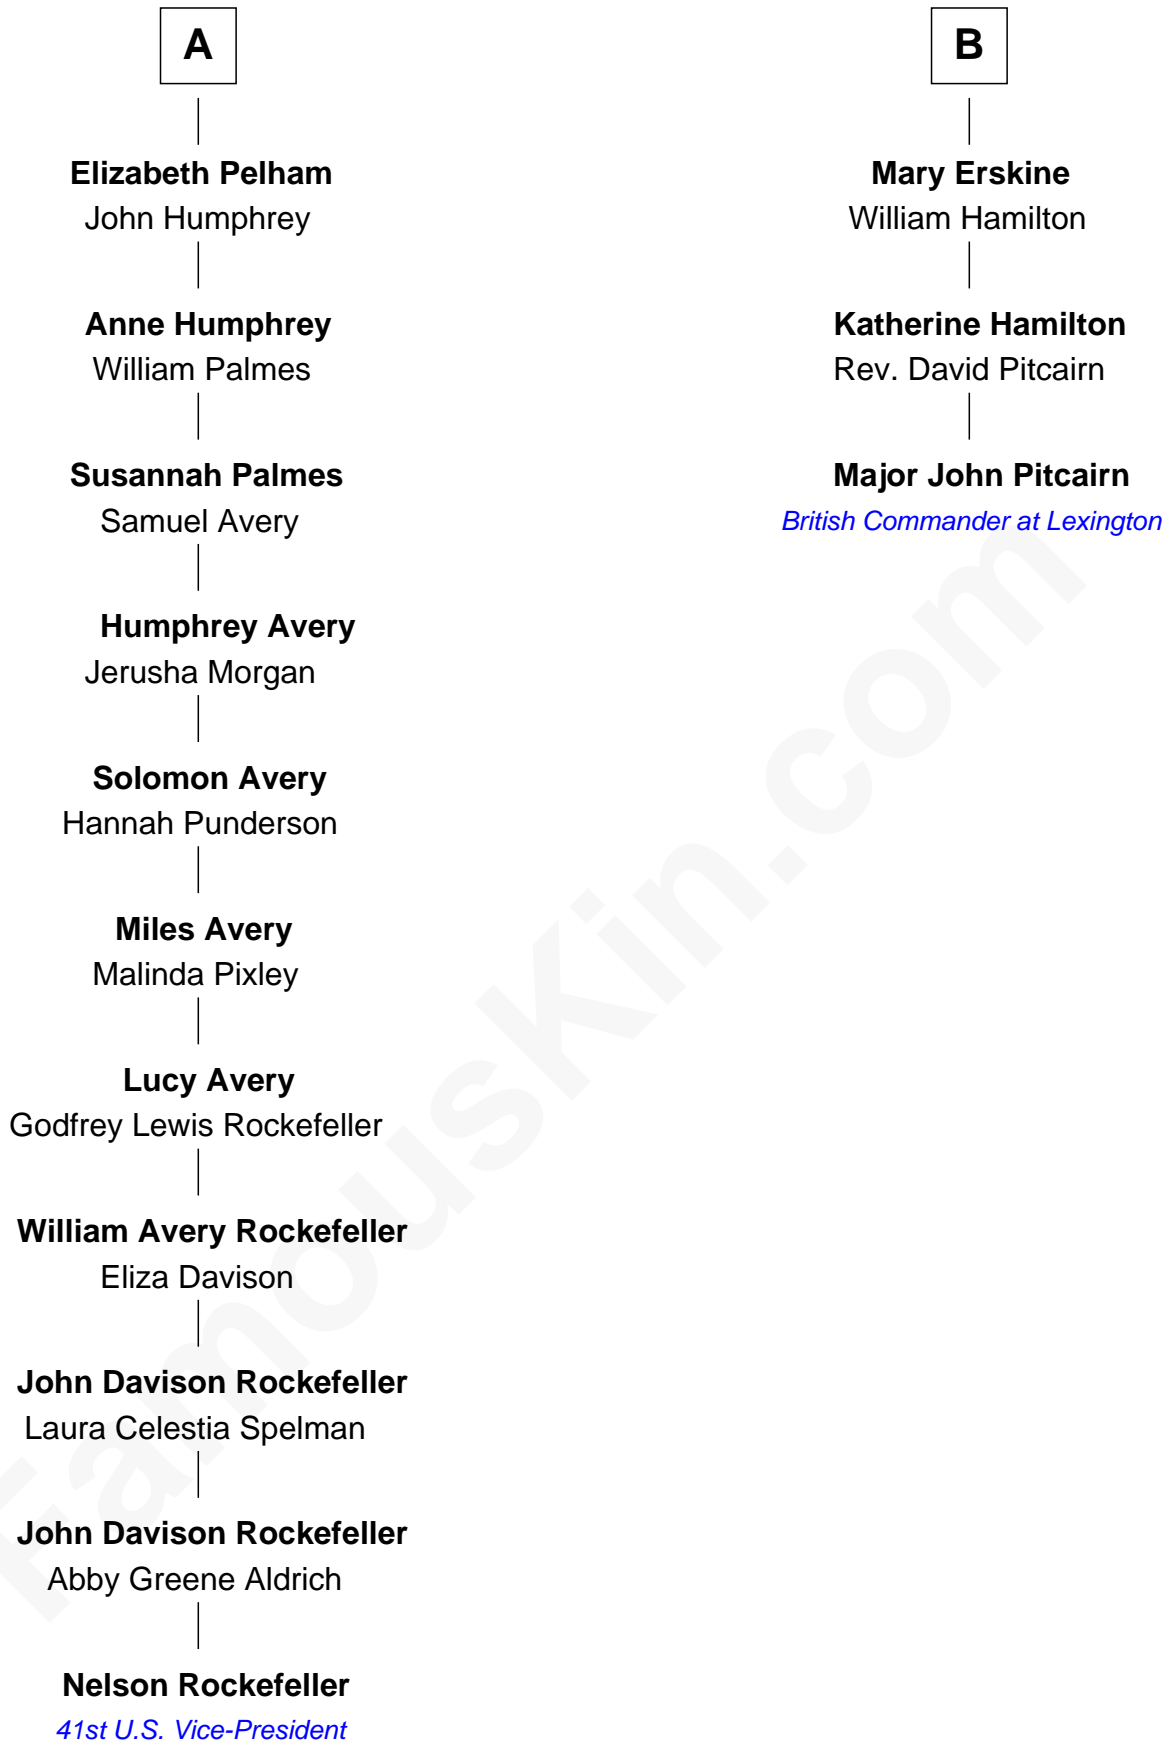 A
Elizabeth Pelham
John Humphrey
Anne Humphrey
William Palmes
Susannah Palmes
Samuel Avery
Humphrey Avery
Jerusha Morgan
Solomon Avery
Hannah Punderson
Miles Avery
Malinda Pixley
Lucy Avery
Godfrey Lewis Rockefeller
William Avery Rockefeller
Eliza Davison
John Davison Rockefeller
Laura Celestia Spelman
John Davison Rockefeller
Abby Greene Aldrich
Nelson Rockefeller
41st U.S. Vice-President
B
Mary Erskine
William Hamilton
Katherine Hamilton
Rev. David Pitcairn
Major John Pitcairn
British Commander at Lexington
FamousKin.com